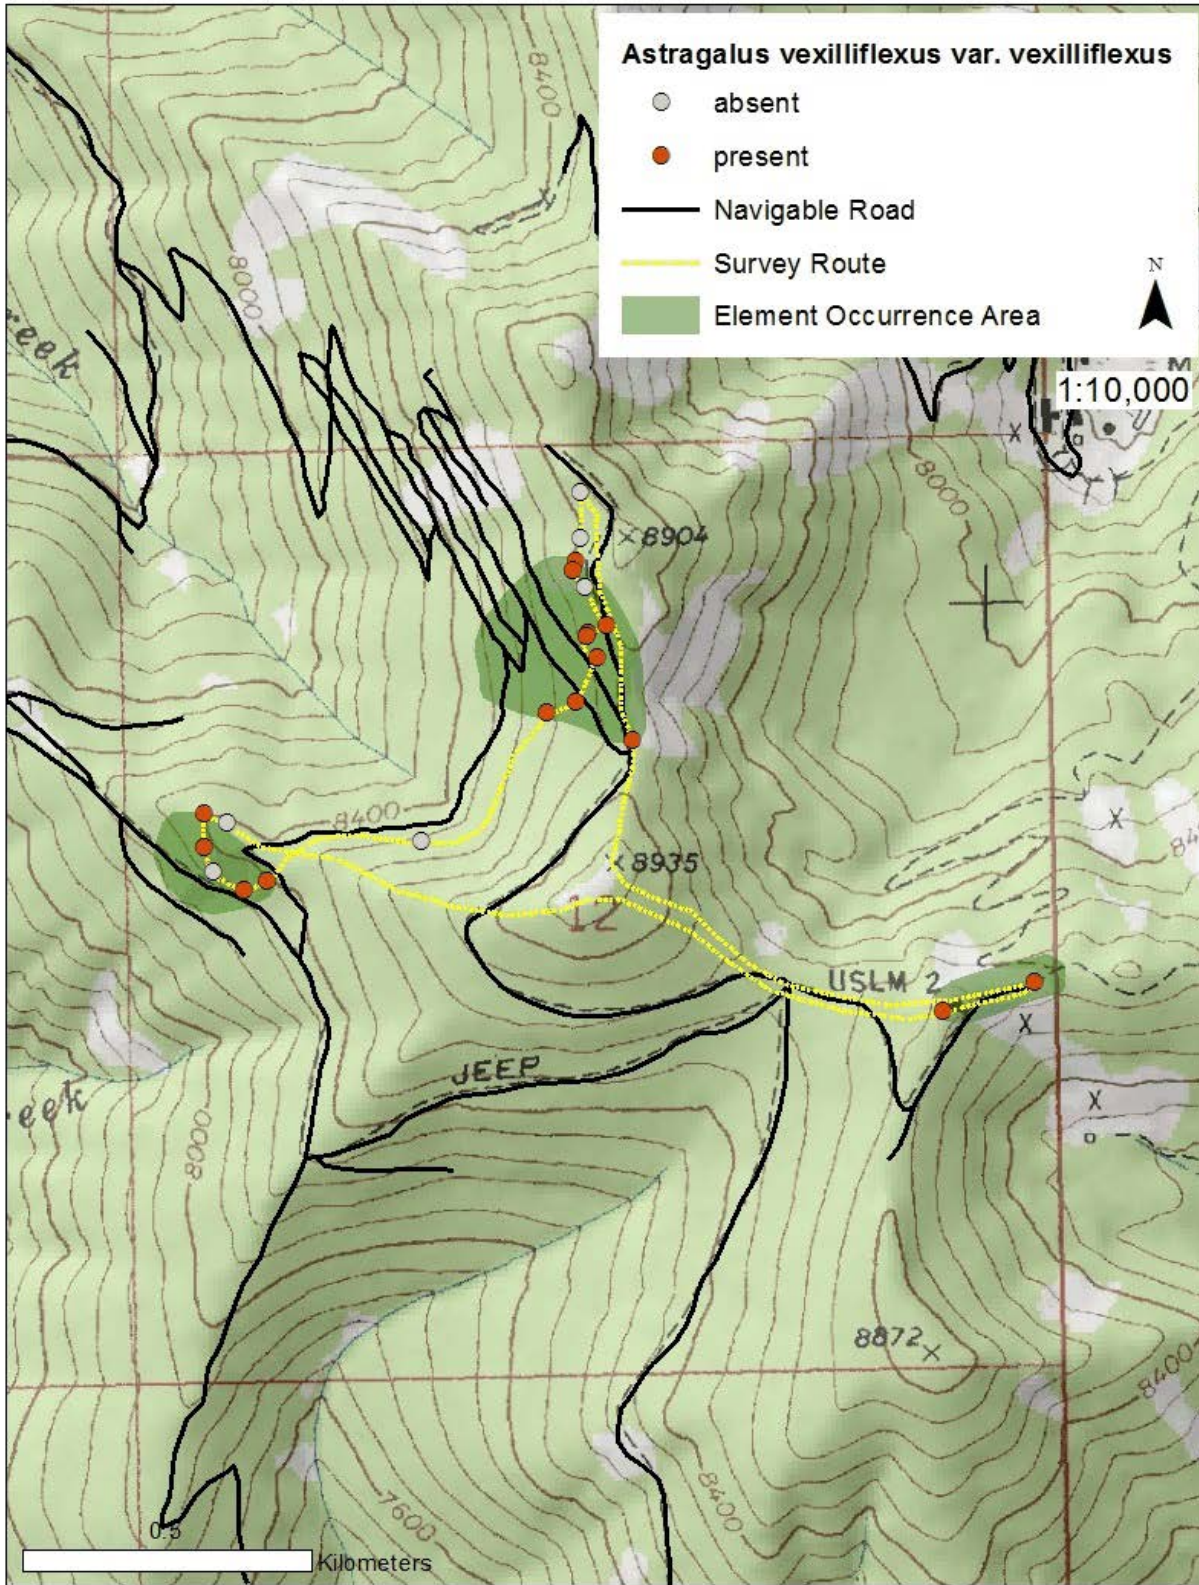 Astragalus vexilliflexus var. vexilliflexus
absent
present
Navigable Road
Survey Route
Element Occurrence Area
N
1:10,000
8400
8000
reek
M
X
8000
X 8904
8400
X
X 8935
12
USLM 2
X
JEEP
X
eek
8000
8872 X
8400
7600
8400
0.5
Kilometers